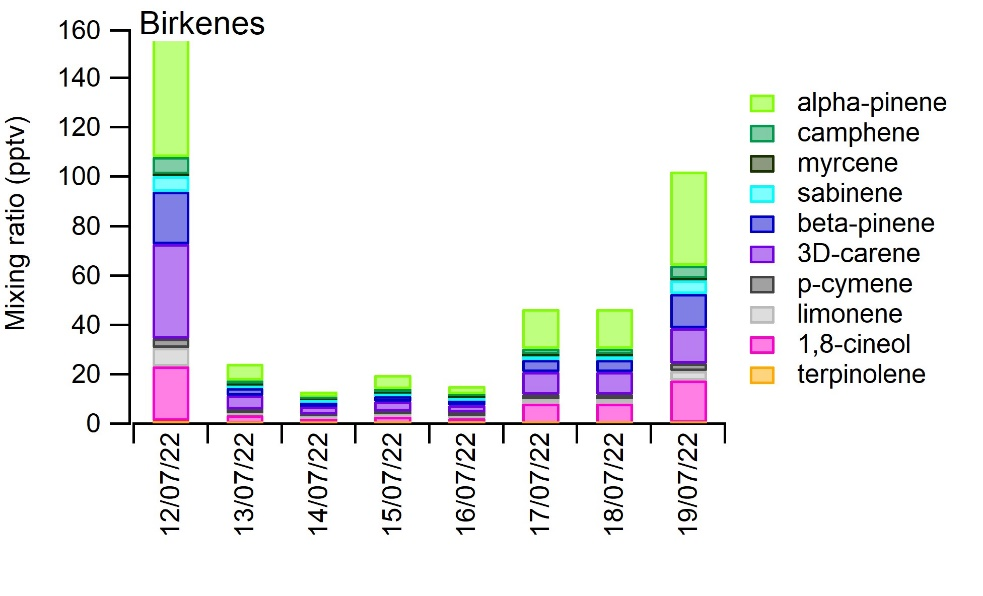 Birkenes
Mixing ratio (pptv)
160
140
120
100
80
60
40
20
0
12/07/22
13/07/22
14/07/22
15/07/22
16/07/22
17/07/22
18/07/22
19/07/22
alpha-pinene
camphene
myrcene
sabinene
beta-pinene
3D-carene
p-cymene
limonene
1,8-cineol
terpinolene